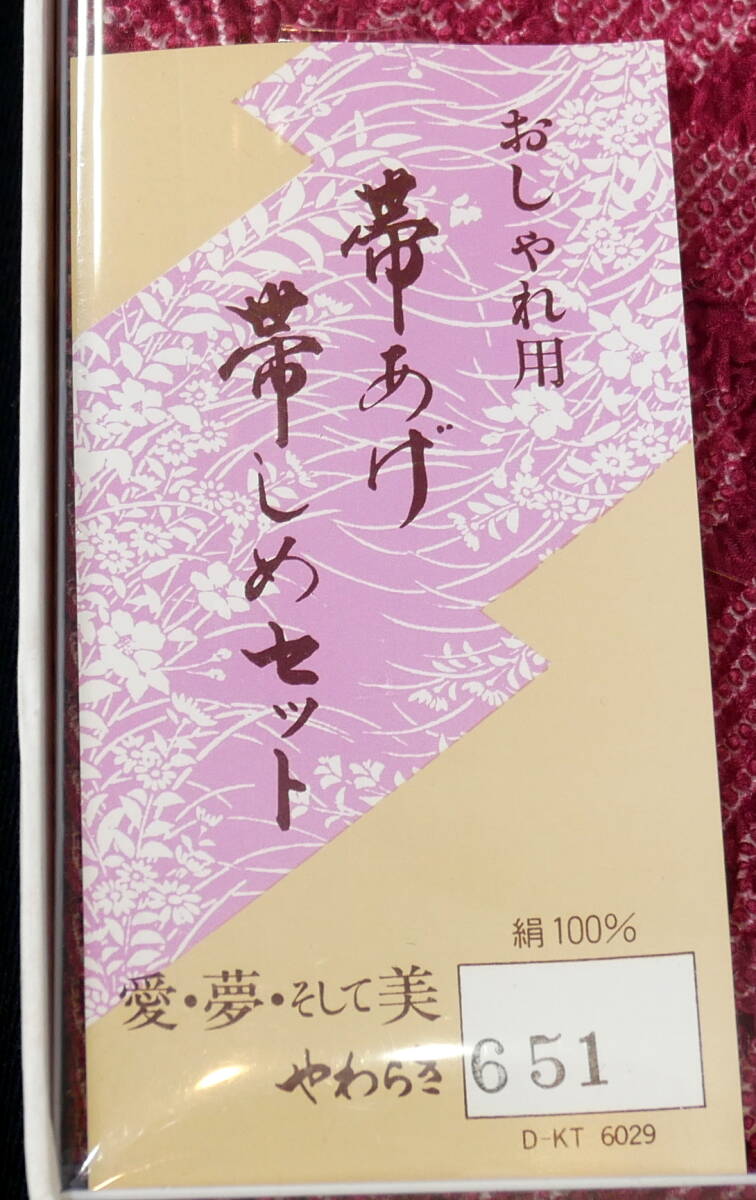 おしゃれ用
帯あげ
帯しめセット
絹100%
愛・夢・そして美
やわらぎ
651
D-KT 6029